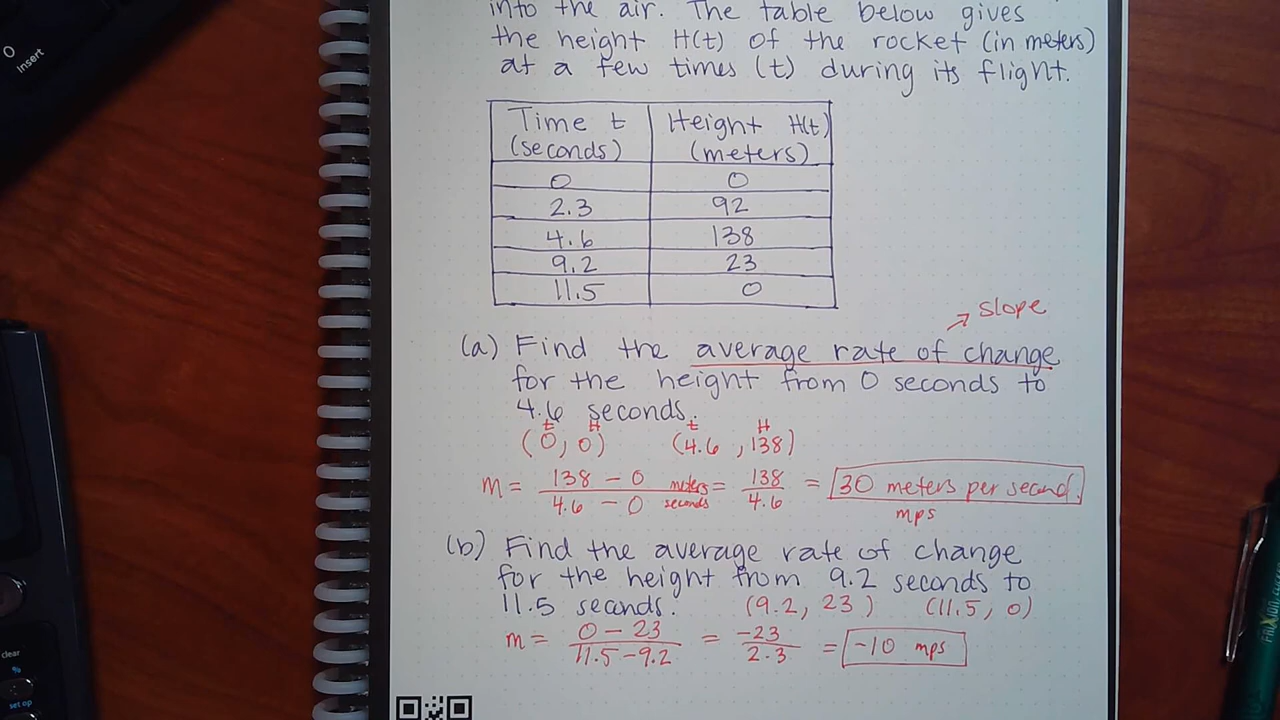 into the air. The table below gives
the height H(t) of the rocket (in meters)
at a few times (t) during its flight.
Time t (seconds) Height H(t) (meters)
0 0
2.3 92
4.6 138
9.2 23
11.5 0
slope
(a) Find the average rate of change
for the height from 0 seconds to
4.6 seconds.
t H t H
(0, 0) (4.6, 138)
m = 138 - 0 / 4.6 - 0 meters / seconds = 138 / 4.6 = 30 meters per second.
mps
(b) Find the average rate of change
for the height from 9.2 seconds to
11.5 seconds. (9.2, 23) (11.5, 0)
m = 0 - 23 / 11.5 - 9.2 = -23 / 2.3 = -10 mps
0
Insert
clear
%
set op